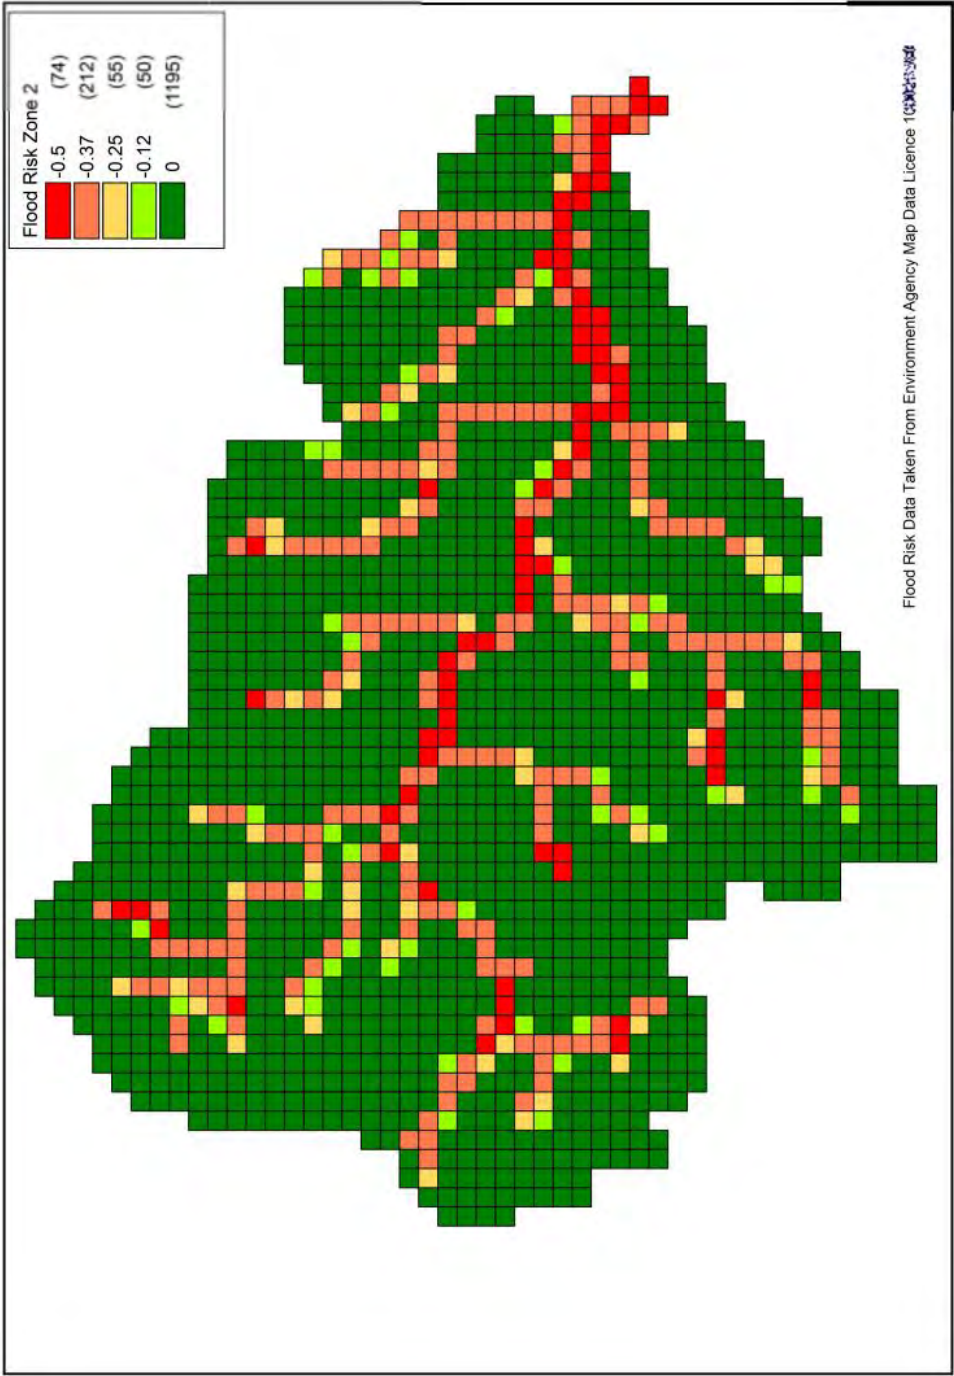 Flood Risk Zone 2
-0.5 (74)
-0.37 (212)
-0.25 (55)
-0.12 (50)
0 (1195)
Flood Risk Data Taken From Environment Agency Map Data Licence